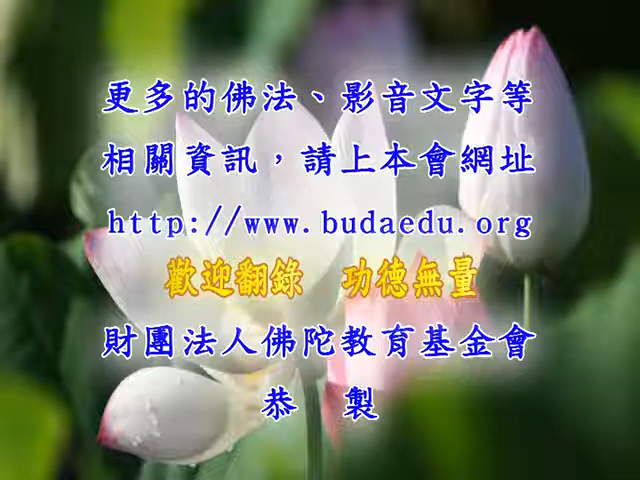 更多的佛法、影音文字等
相關資訊，請上本會網址
http://www.budaedu.org
歡迎翻錄　功德無量
財團法人佛陀教育基金會
恭　製